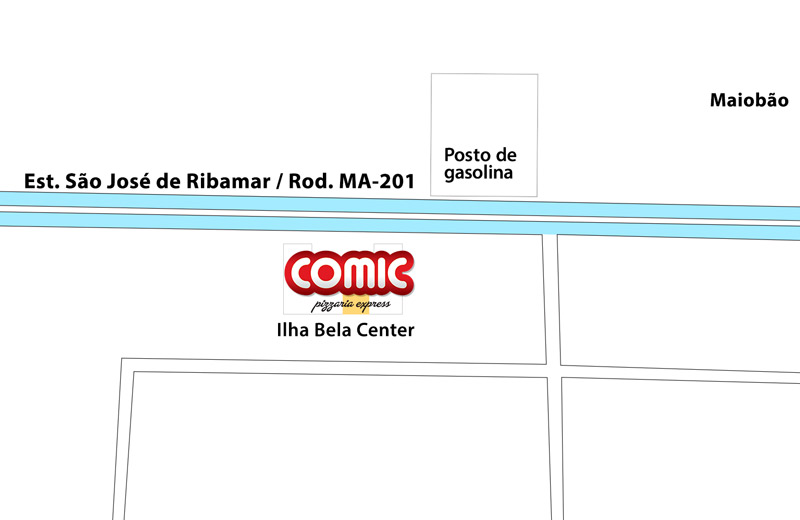 Maiobão
Posto de
gasolina
Est. São José de Ribamar / Rod. MA-201
COMIC
pizzaria express
Ilha Bela Center